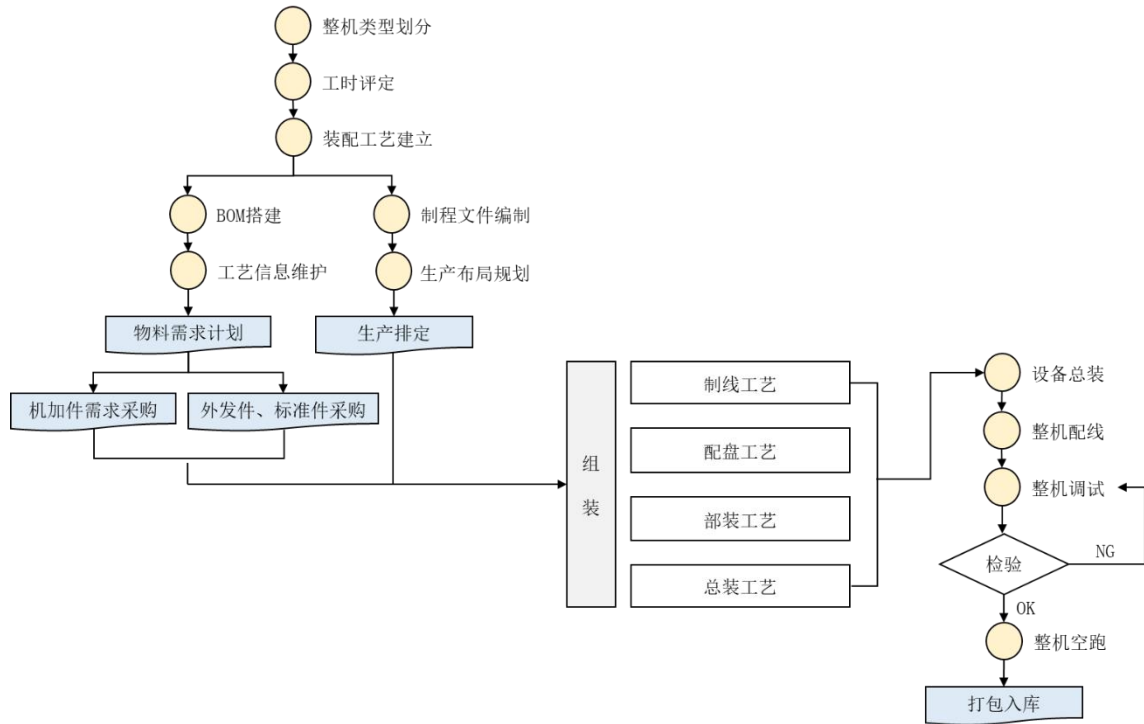 整机类型划分
工时评定
装配工艺建立
BOM搭建
制程文件编制
工艺信息维护
生产布局规划
物料需求计划
生产排定
机加件需求采购
外发件、标准件采购
组
装
制线工艺
配盘工艺
部装工艺
总装工艺
设备总装
整机配线
整机调试
检验
NG
OK
整机空跑
打包入库